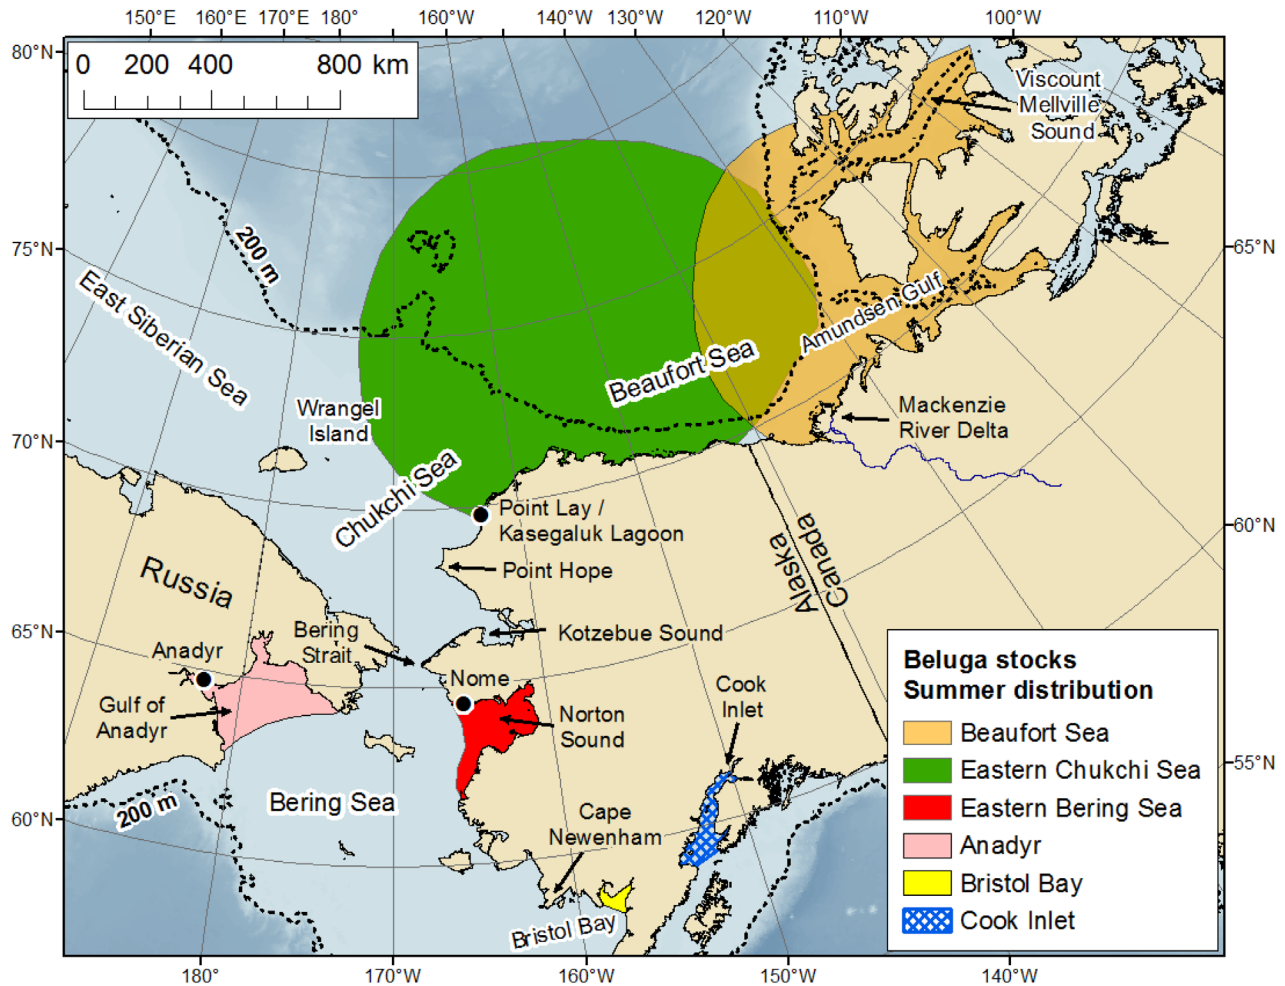 150°E 160°E 170°E 180° 160°W 140°W 130°W 120°W 110°W 100°W
80°N
0 200 400 800 km
Viscount
Mellville
Sound
200 m
75°N
65°N
East Siberian Sea
Amundsen Gulf
Beaufort Sea
Wrangel
Island
Mackenzie
River Delta
70°N
Chukchi Sea
Point Lay /
Kasegaluk Lagoon
60°N
Alaska
Canada
Point Hope
Russia
65°N
Bering
Strait
Kotzebue Sound
Anadyr
Nome
Gulf of
Anadyr
Norton
Sound
Cook
Inlet
200 m
Bering Sea
60°N
Cape
Newenham
Bristol Bay
55°N
Beluga stocks
Summer distribution
Beaufort Sea
Eastern Chukchi Sea
Eastern Bering Sea
Anadyr
Bristol Bay
Cook Inlet
180° 170°W 160°W 150°W 140°W